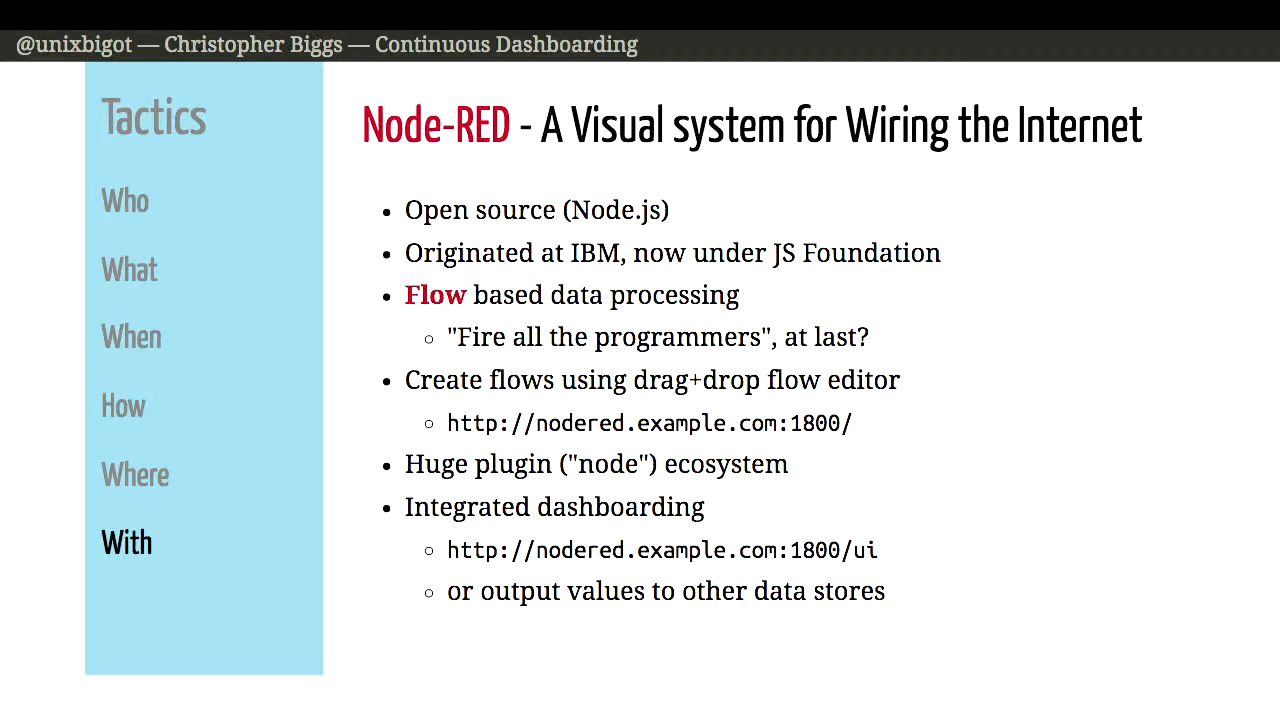 @unixbigot — Christopher Biggs — Continuous Dashboarding
Tactics
Who
What
When
How
Where
With
Node-RED - A Visual system for Wiring the Internet
• Open source (Node.js)
• Originated at IBM, now under JS Foundation
• Flow based data processing
◦ "Fire all the programmers", at last?
• Create flows using drag+drop flow editor
◦ http://nodered.example.com:1800/
• Huge plugin ("node") ecosystem
• Integrated dashboarding
◦ http://nodered.example.com:1800/ui
◦ or output values to other data stores